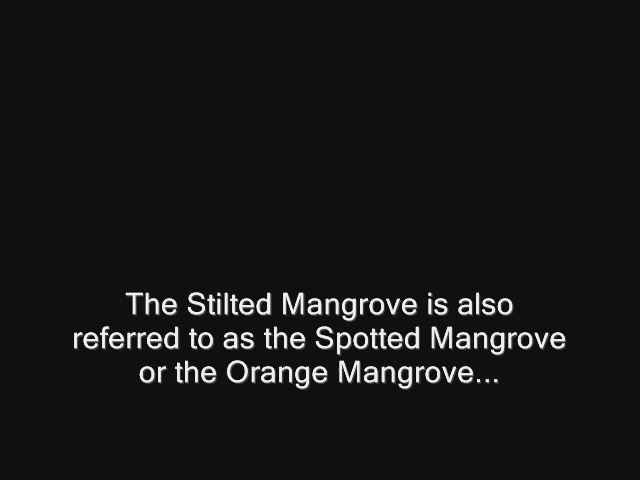 The Stilted Mangrove is also
referred to as the Spotted Mangrove
or the Orange Mangrove...